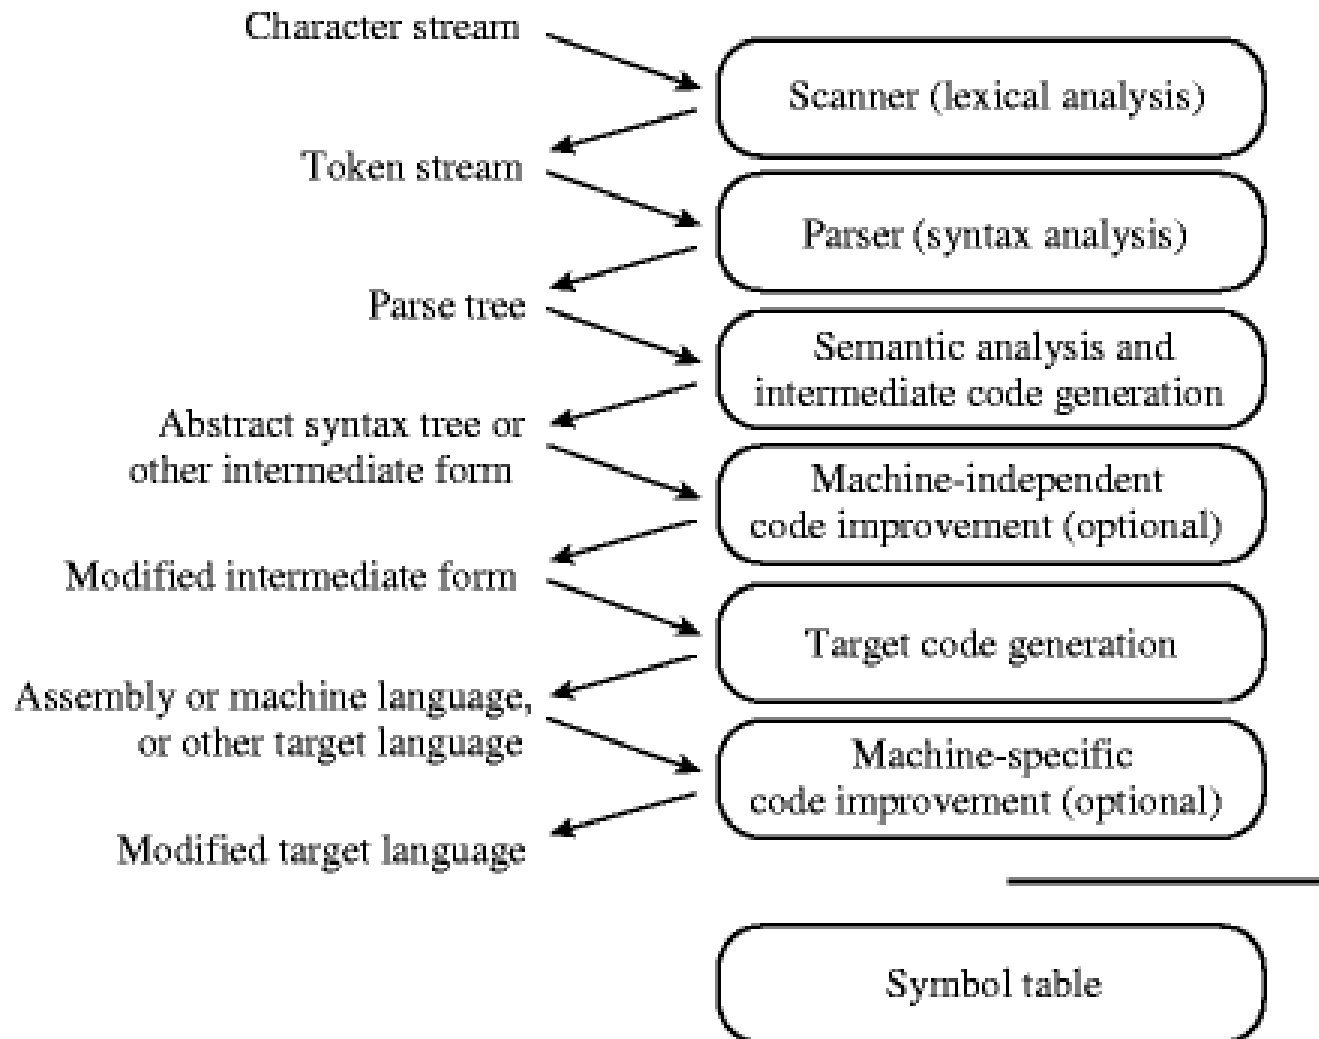 Character stream
Scanner (lexical analysis)
Token stream
Parser (syntax analysis)
Parse tree
Semantic analysis and
intermediate code generation
Abstract syntax tree or
other intermediate form
Machine-independent
code improvement (optional)
Modified intermediate form
Target code generation
Assembly or machine language,
or other target language
Machine-specific
code improvement (optional)
Modified target language
Symbol table